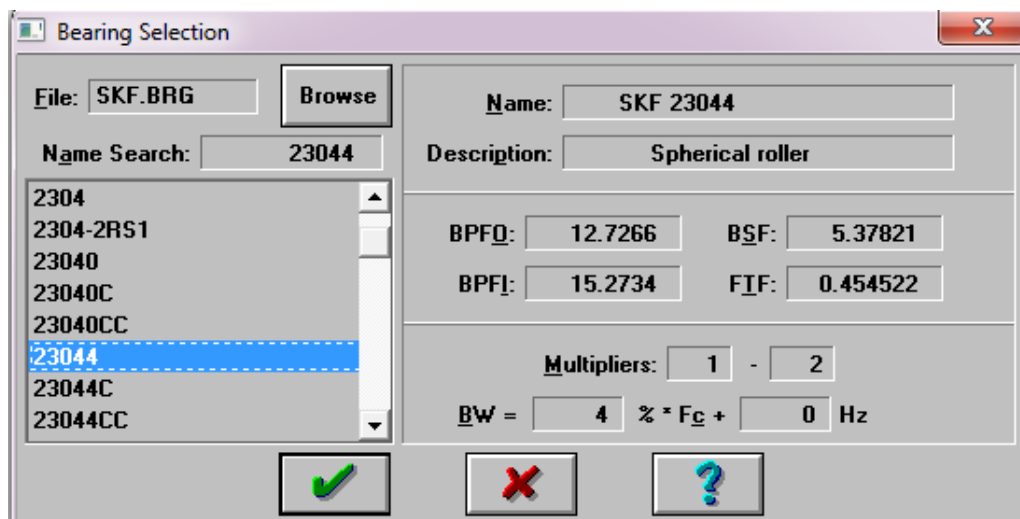 Bearing Selection
File: SKF.BRG Browse
Name Search: 23044
2304
2304-2RS1
23040
23040C
23040CC
23044
23044C
23044CC
Name: SKF 23044
Description: Spherical roller
BPFO: 12.7266 BSF: 5.37821
BPFI: 15.2734 FTF: 0.454522
Multipliers: 1 - 2
BW = 4 % * Fc + 0 Hz
?